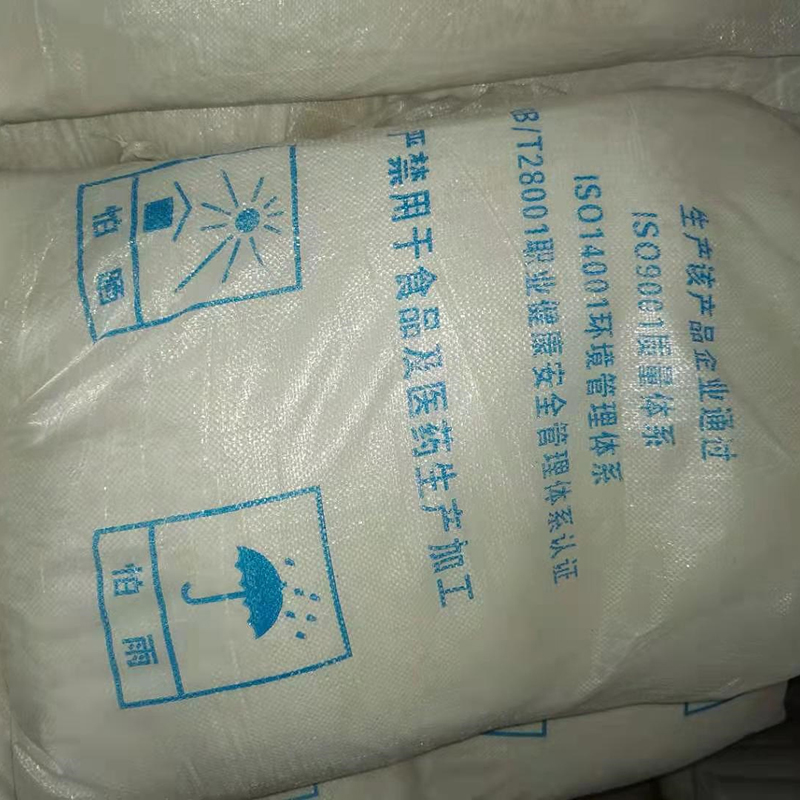 生产该产品企业通过
ISO9001质量体系
ISO14001环境管理体系
B/T28001职业健康安全管理体系认证
严禁用于食品及医药生产加工
怕晒
怕雨